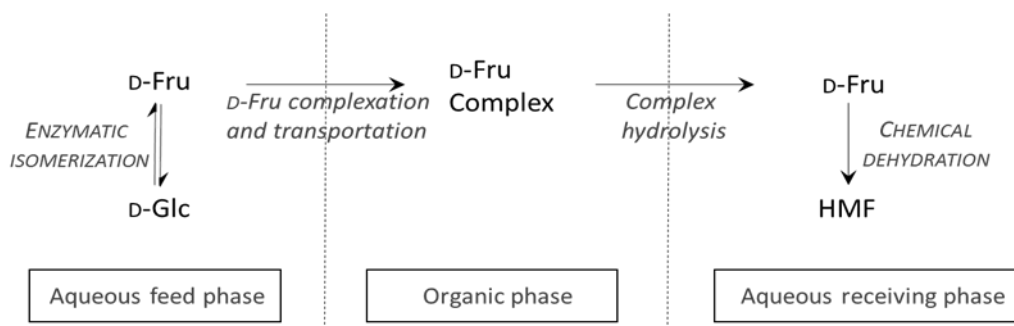 D-Fru
D-Fru complexation
and transportation
D-Fru
Complex
Complex
hydrolysis
D-Fru
ENZYMATIC
ISOMERIZATION
CHEMICAL
DEHYDRATION
D-Glc
HMF
Aqueous feed phase
Organic phase
Aqueous receiving phase